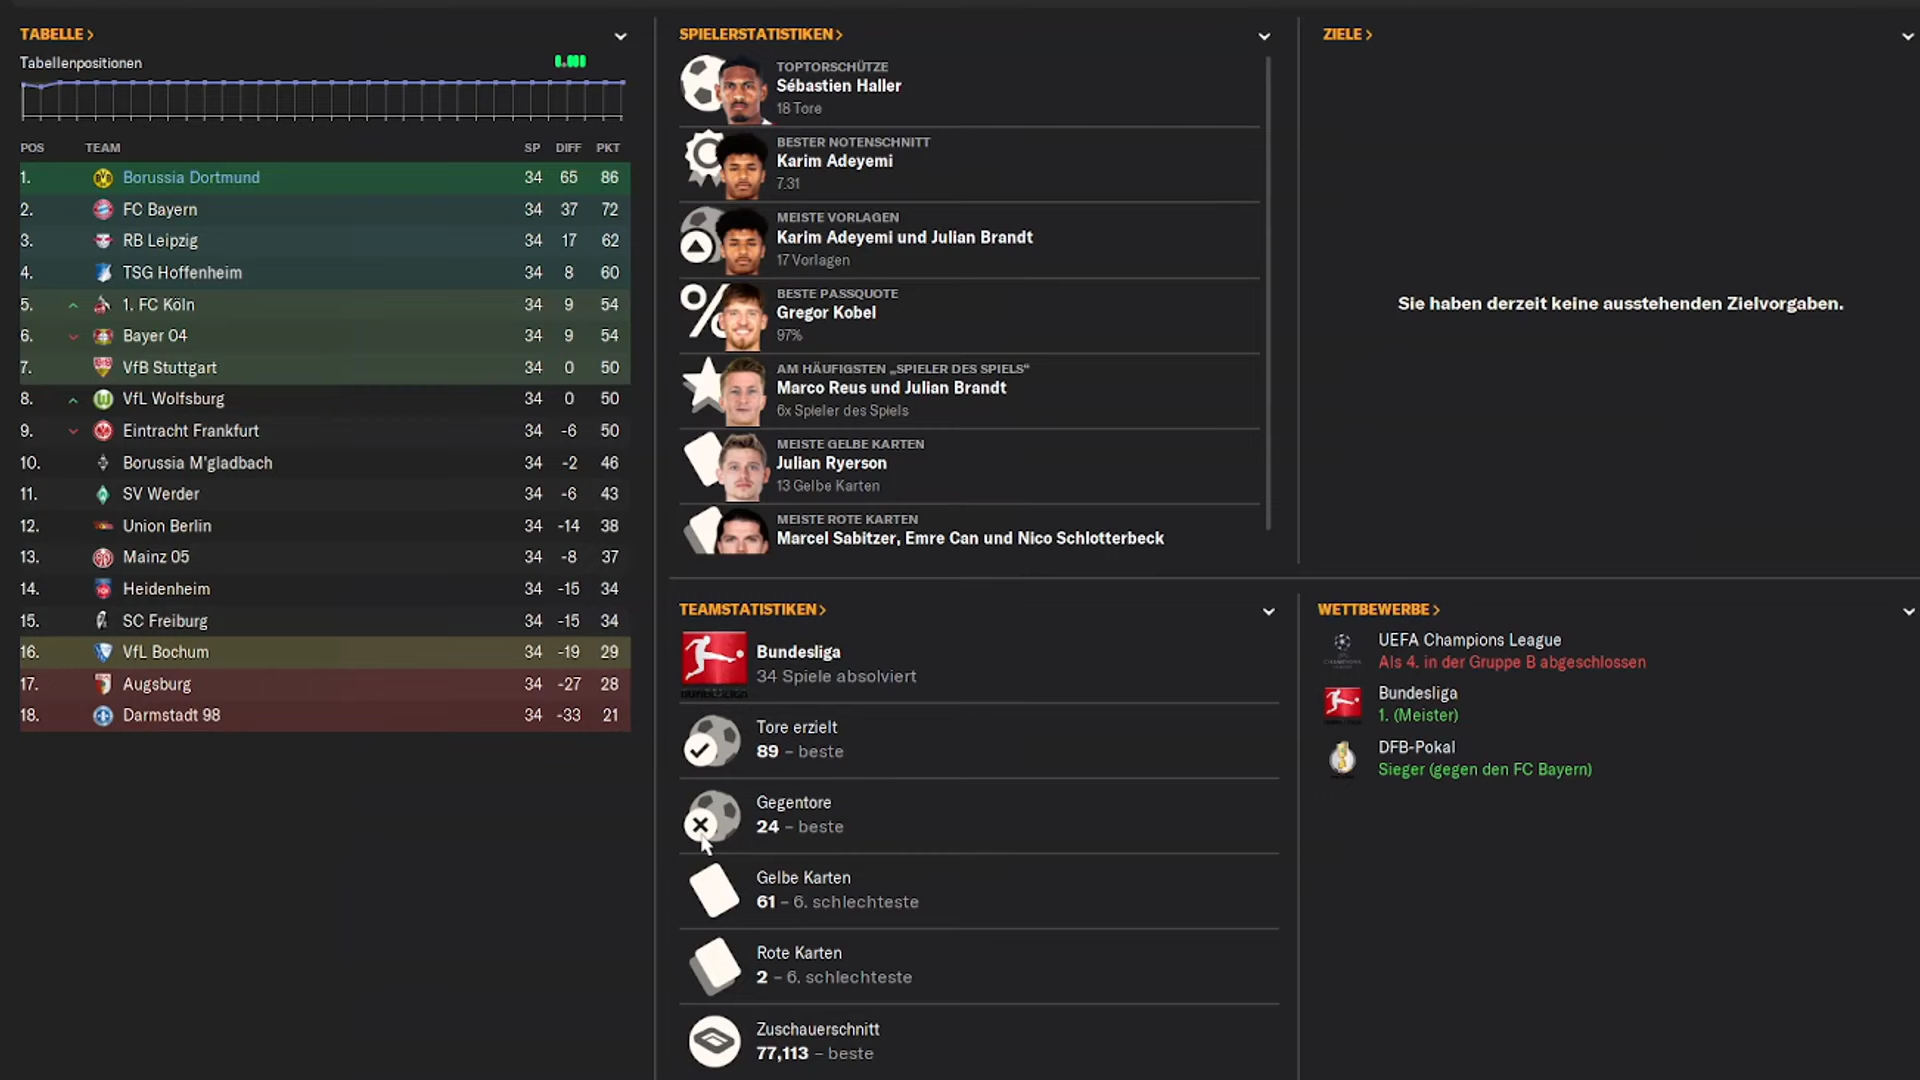 TABELLE >
Tabellenpositionen
POS TEAM SP DIFF PKT
1. Borussia Dortmund 34 65 86
2. FC Bayern 34 37 72
3. RB Leipzig 34 17 62
4. TSG Hoffenheim 34 8 60
5. 1. FC Köln 34 9 54
6. Bayer 04 34 9 54
7. VfB Stuttgart 34 0 50
8. VfL Wolfsburg 34 0 50
9. Eintracht Frankfurt 34 -6 50
10. Borussia M'gladbach 34 -2 46
11. SV Werder 34 -6 43
12. Union Berlin 34 -14 38
13. Mainz 05 34 -8 37
14. Heidenheim 34 -15 34
15. SC Freiburg 34 -15 34
16. VfL Bochum 34 -19 29
17. Augsburg 34 -27 28
18. Darmstadt 98 34 -33 21
SPIELERSTATISTIKEN >
TOPTORSCHÜTZE
Sébastien Haller
18 Tore
BESTER NOTENSCHNITT
Karim Adeyemi
7.31
MEISTE VORLAGEN
Karim Adeyemi und Julian Brandt
17 Vorlagen
BESTE PASSQUOTE
Gregor Kobel
97%
AM HÄUFIGSTEN „SPIELER DES SPIELS“
Marco Reus und Julian Brandt
6x Spieler des Spiels
MEISTE GELBE KARTEN
Julian Ryerson
13 Gelbe Karten
MEISTE ROTE KARTEN
Marcel Sabitzer, Emre Can und Nico Schlotterbeck
ZIELE >
Sie haben derzeit keine ausstehenden Zielvorgaben.
TEAMSTATISTIKEN >
Bundesliga
34 Spiele absolviert
Tore erzielt
89 – beste
Gegentore
24 – beste
Gelbe Karten
61 – 6. schlechteste
Rote Karten
2 – 6. schlechteste
Zuschauerschnitt
77,113 – beste
WETTBEWERBE >
UEFA Champions League
Als 4. in der Gruppe B abgeschlossen
Bundesliga
1. (Meister)
DFB-Pokal
Sieger (gegen den FC Bayern)